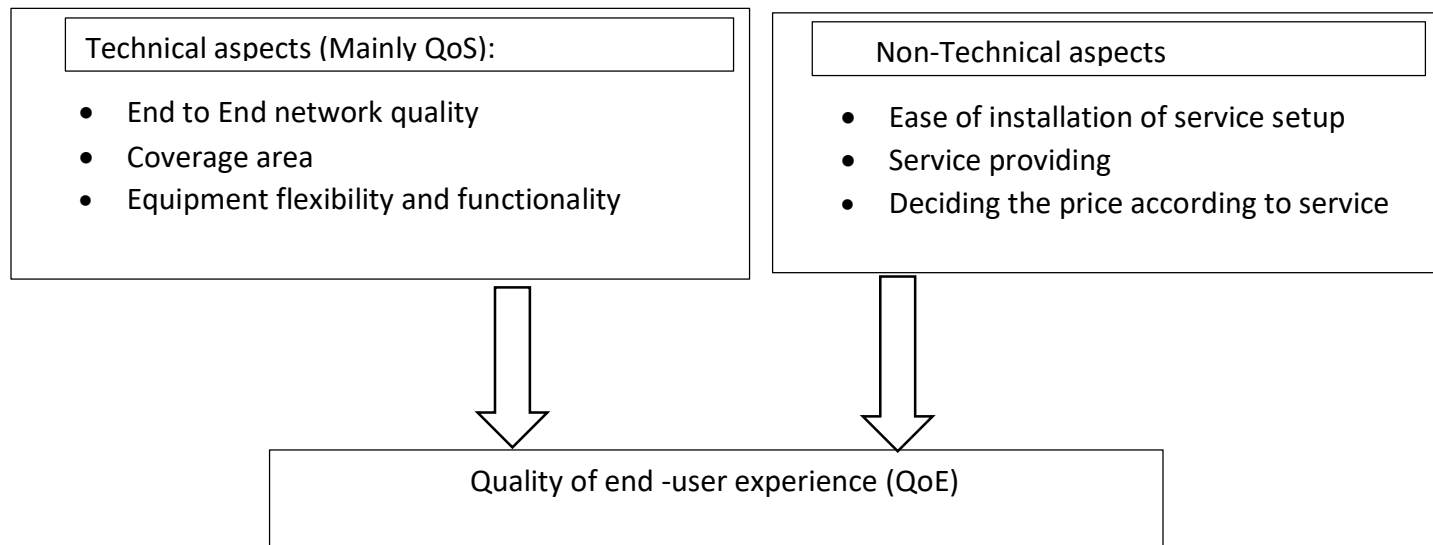 Technical aspects (Mainly QoS):
• End to End network quality
• Coverage area
• Equipment flexibility and functionality
Non-Technical aspects
• Ease of installation of service setup
• Service providing
• Deciding the price according to service
Quality of end -user experience (QoE)